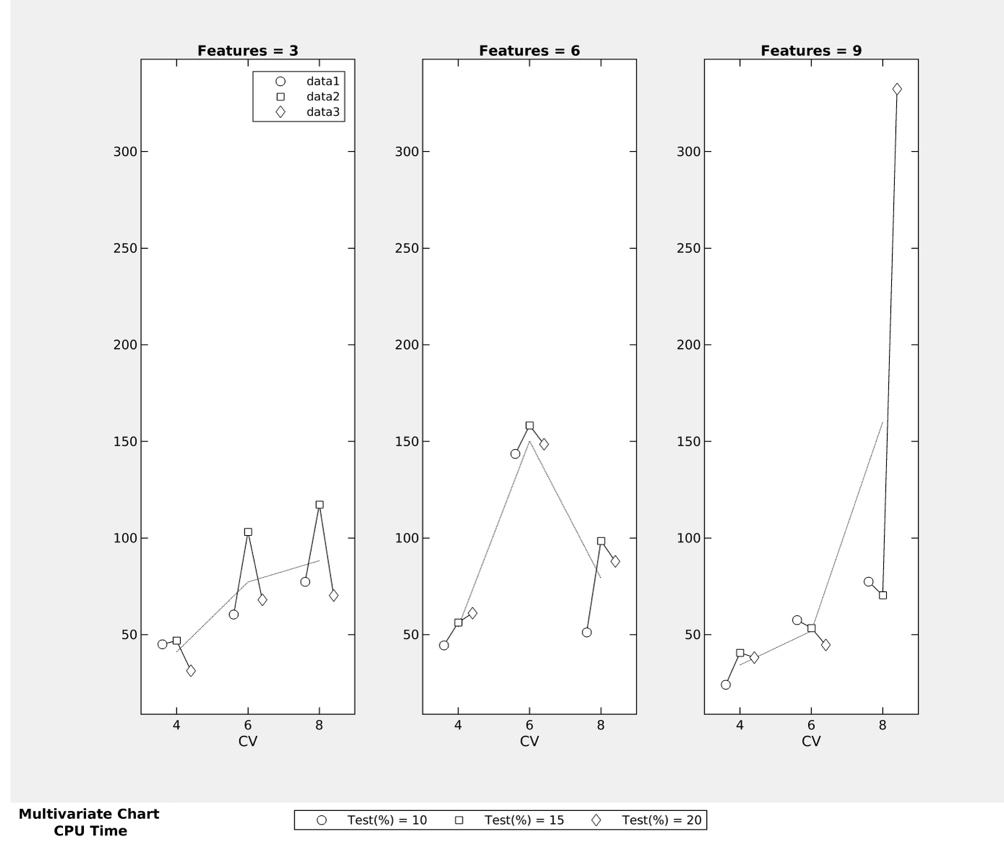 Features = 3
Features = 6
Features = 9
data1
data2
data3
300
250
200
150
100
50
300
250
200
150
100
50
300
250
200
150
100
50
4 6 8
4 6 8
4 6 8
CV
CV
CV
Multivariate Chart
CPU Time
Test(%) = 10 Test(%) = 15 Test(%) = 20